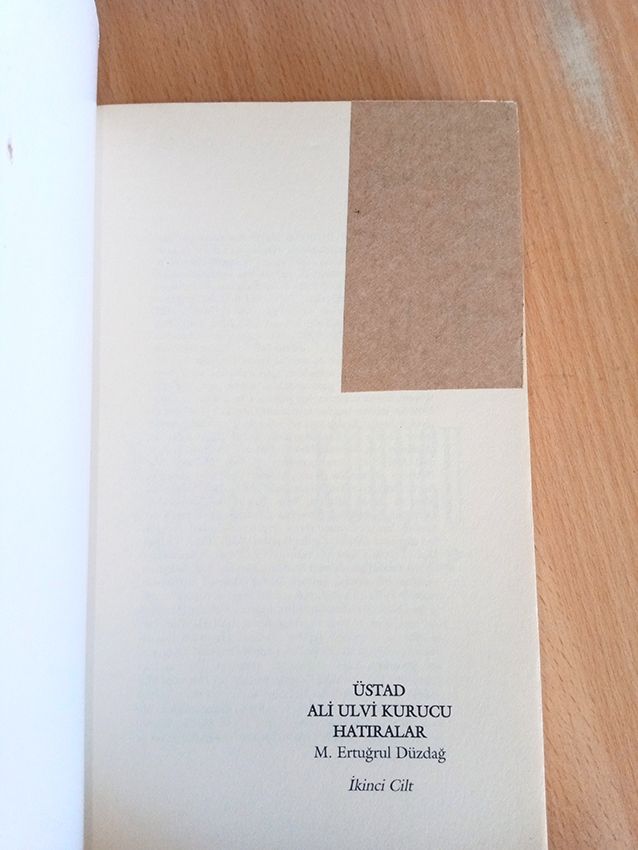 ÜSTAD
ALİ ULVİ KURUCU
HATIRALAR
M. Ertuğrul Düzdağ
İkinci Cilt